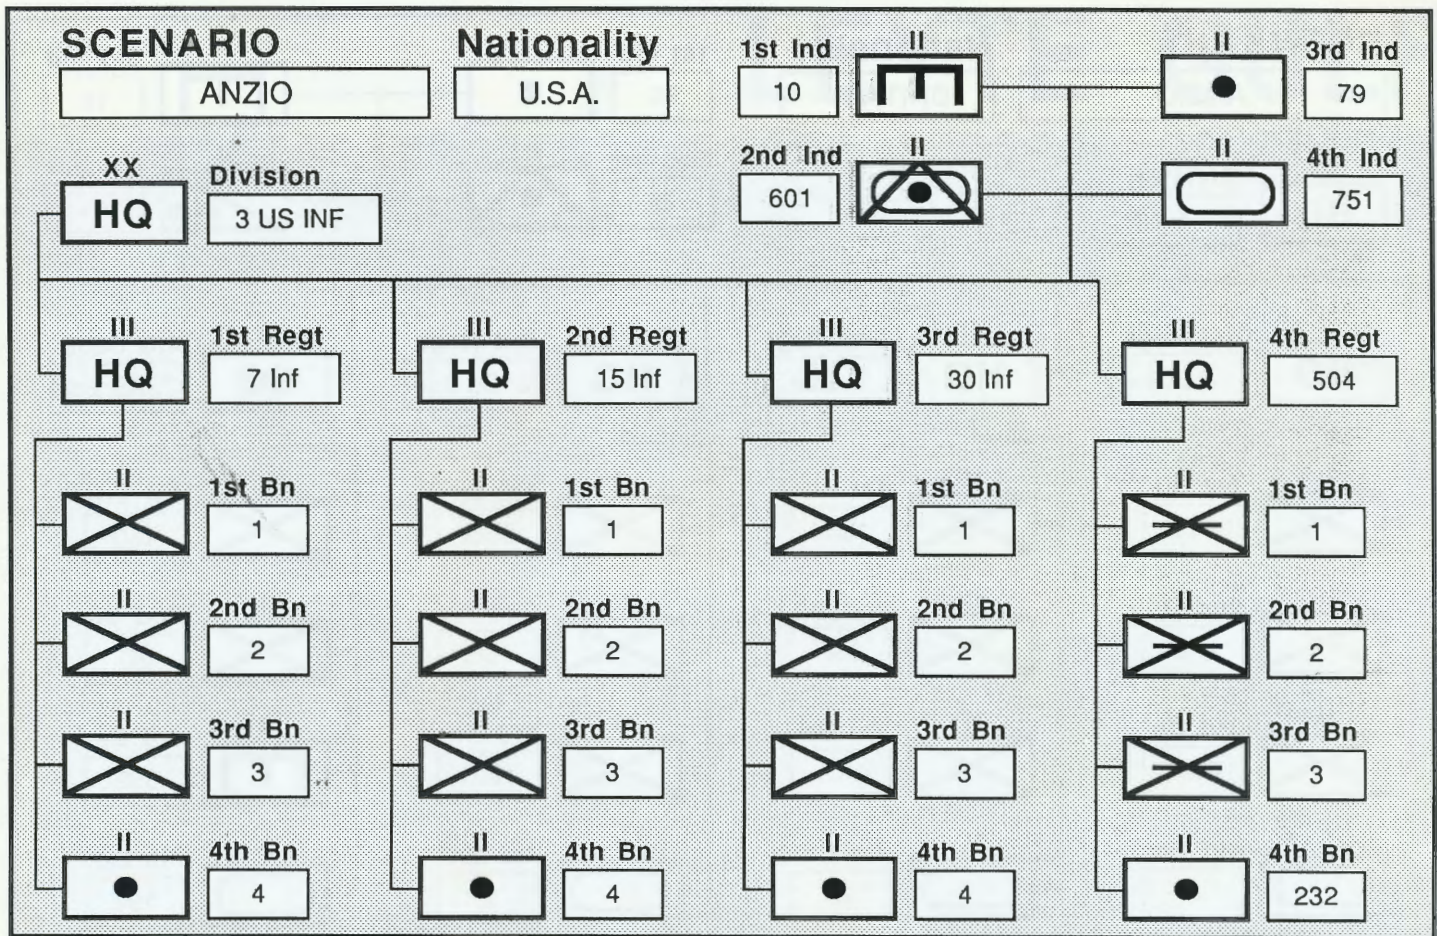 SCENARIO
Nationality
ANZIO
U.S.A.
1st Ind
II
10
II
3rd Ind
79
2nd Ind
II
601
II
4th Ind
751
XX
HQ
Division
3 US INF
III
HQ
1st Regt
7 Inf
III
HQ
2nd Regt
15 Inf
III
HQ
3rd Regt
30 Inf
III
HQ
4th Regt
504
II
1st Bn
1
II
1st Bn
1
II
1st Bn
1
II
1st Bn
1
II
2nd Bn
2
II
2nd Bn
2
II
2nd Bn
2
II
2nd Bn
2
II
3rd Bn
3
II
3rd Bn
3
II
3rd Bn
3
II
3rd Bn
3
II
4th Bn
4
II
4th Bn
4
II
4th Bn
4
II
4th Bn
232